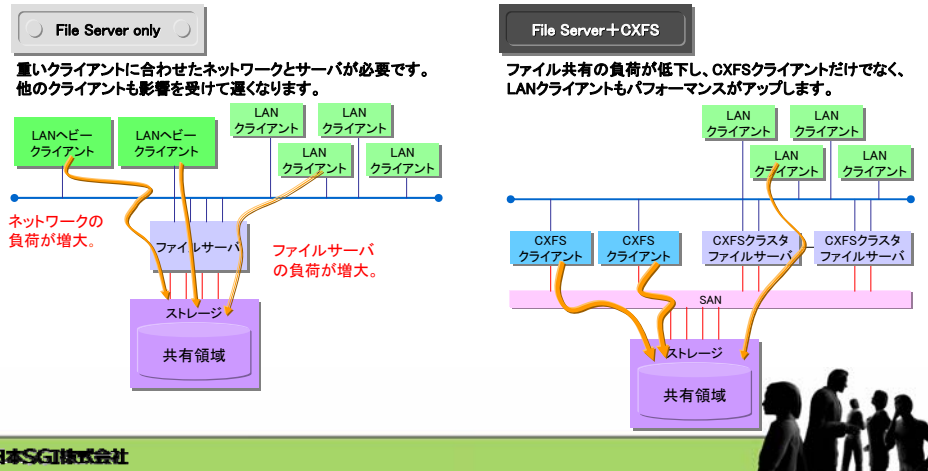 File Server only
重いクライアントに合わせたネットワークとサーバが必要です。
他のクライアントも影響を受けて遅くなります。
LANヘビー
クライアント
LANヘビー
クライアント
LAN
クライアント
LAN
クライアント
LAN
クライアント
LAN
クライアント
ネットワークの
負荷が増大。
ファイルサーバ
ファイルサーバ
の負荷が増大。
ストレージ
共有領域
File Server＋CXFS
ファイル共有の負荷が低下し、CXFSクライアントだけでなく、
LANクライアントもパフォーマンスがアップします。
LAN
クライアント
LAN
クライアント
LAN
クライアント
LAN
クライアント
CXFS
クライアント
CXFS
クライアント
CXFSクラスタ
ファイルサーバ
CXFSクラスタ
ファイルサーバ
SAN
ストレージ
共有領域
日本SGI株式会社